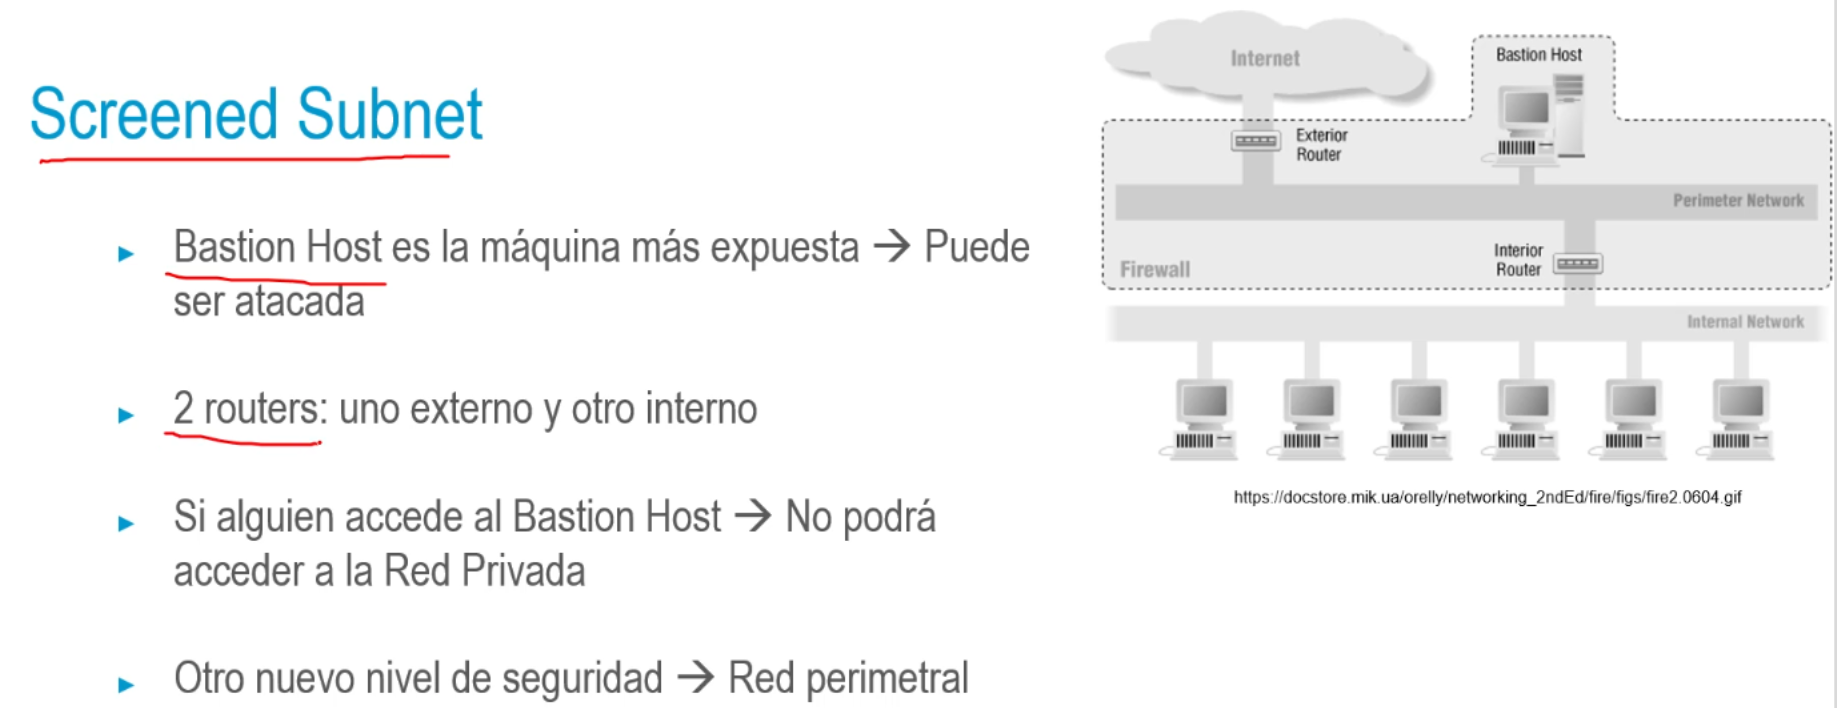 Screened Subnet
► Bastion Host es la máquina más expuesta → Puede
ser atacada
► 2 routers: uno externo y otro interno
► Si alguien accede al Bastion Host → No podrá
acceder a la Red Privada
► Otro nuevo nivel de seguridad → Red perimetral
Internet
Bastion Host
Exterior
Router
Perimeter Network
Interior
Router
Firewall
Internal Network
https://docstore.mik.ua/orelly/networking_2ndEd/fire/figs/fire2.0604.gif